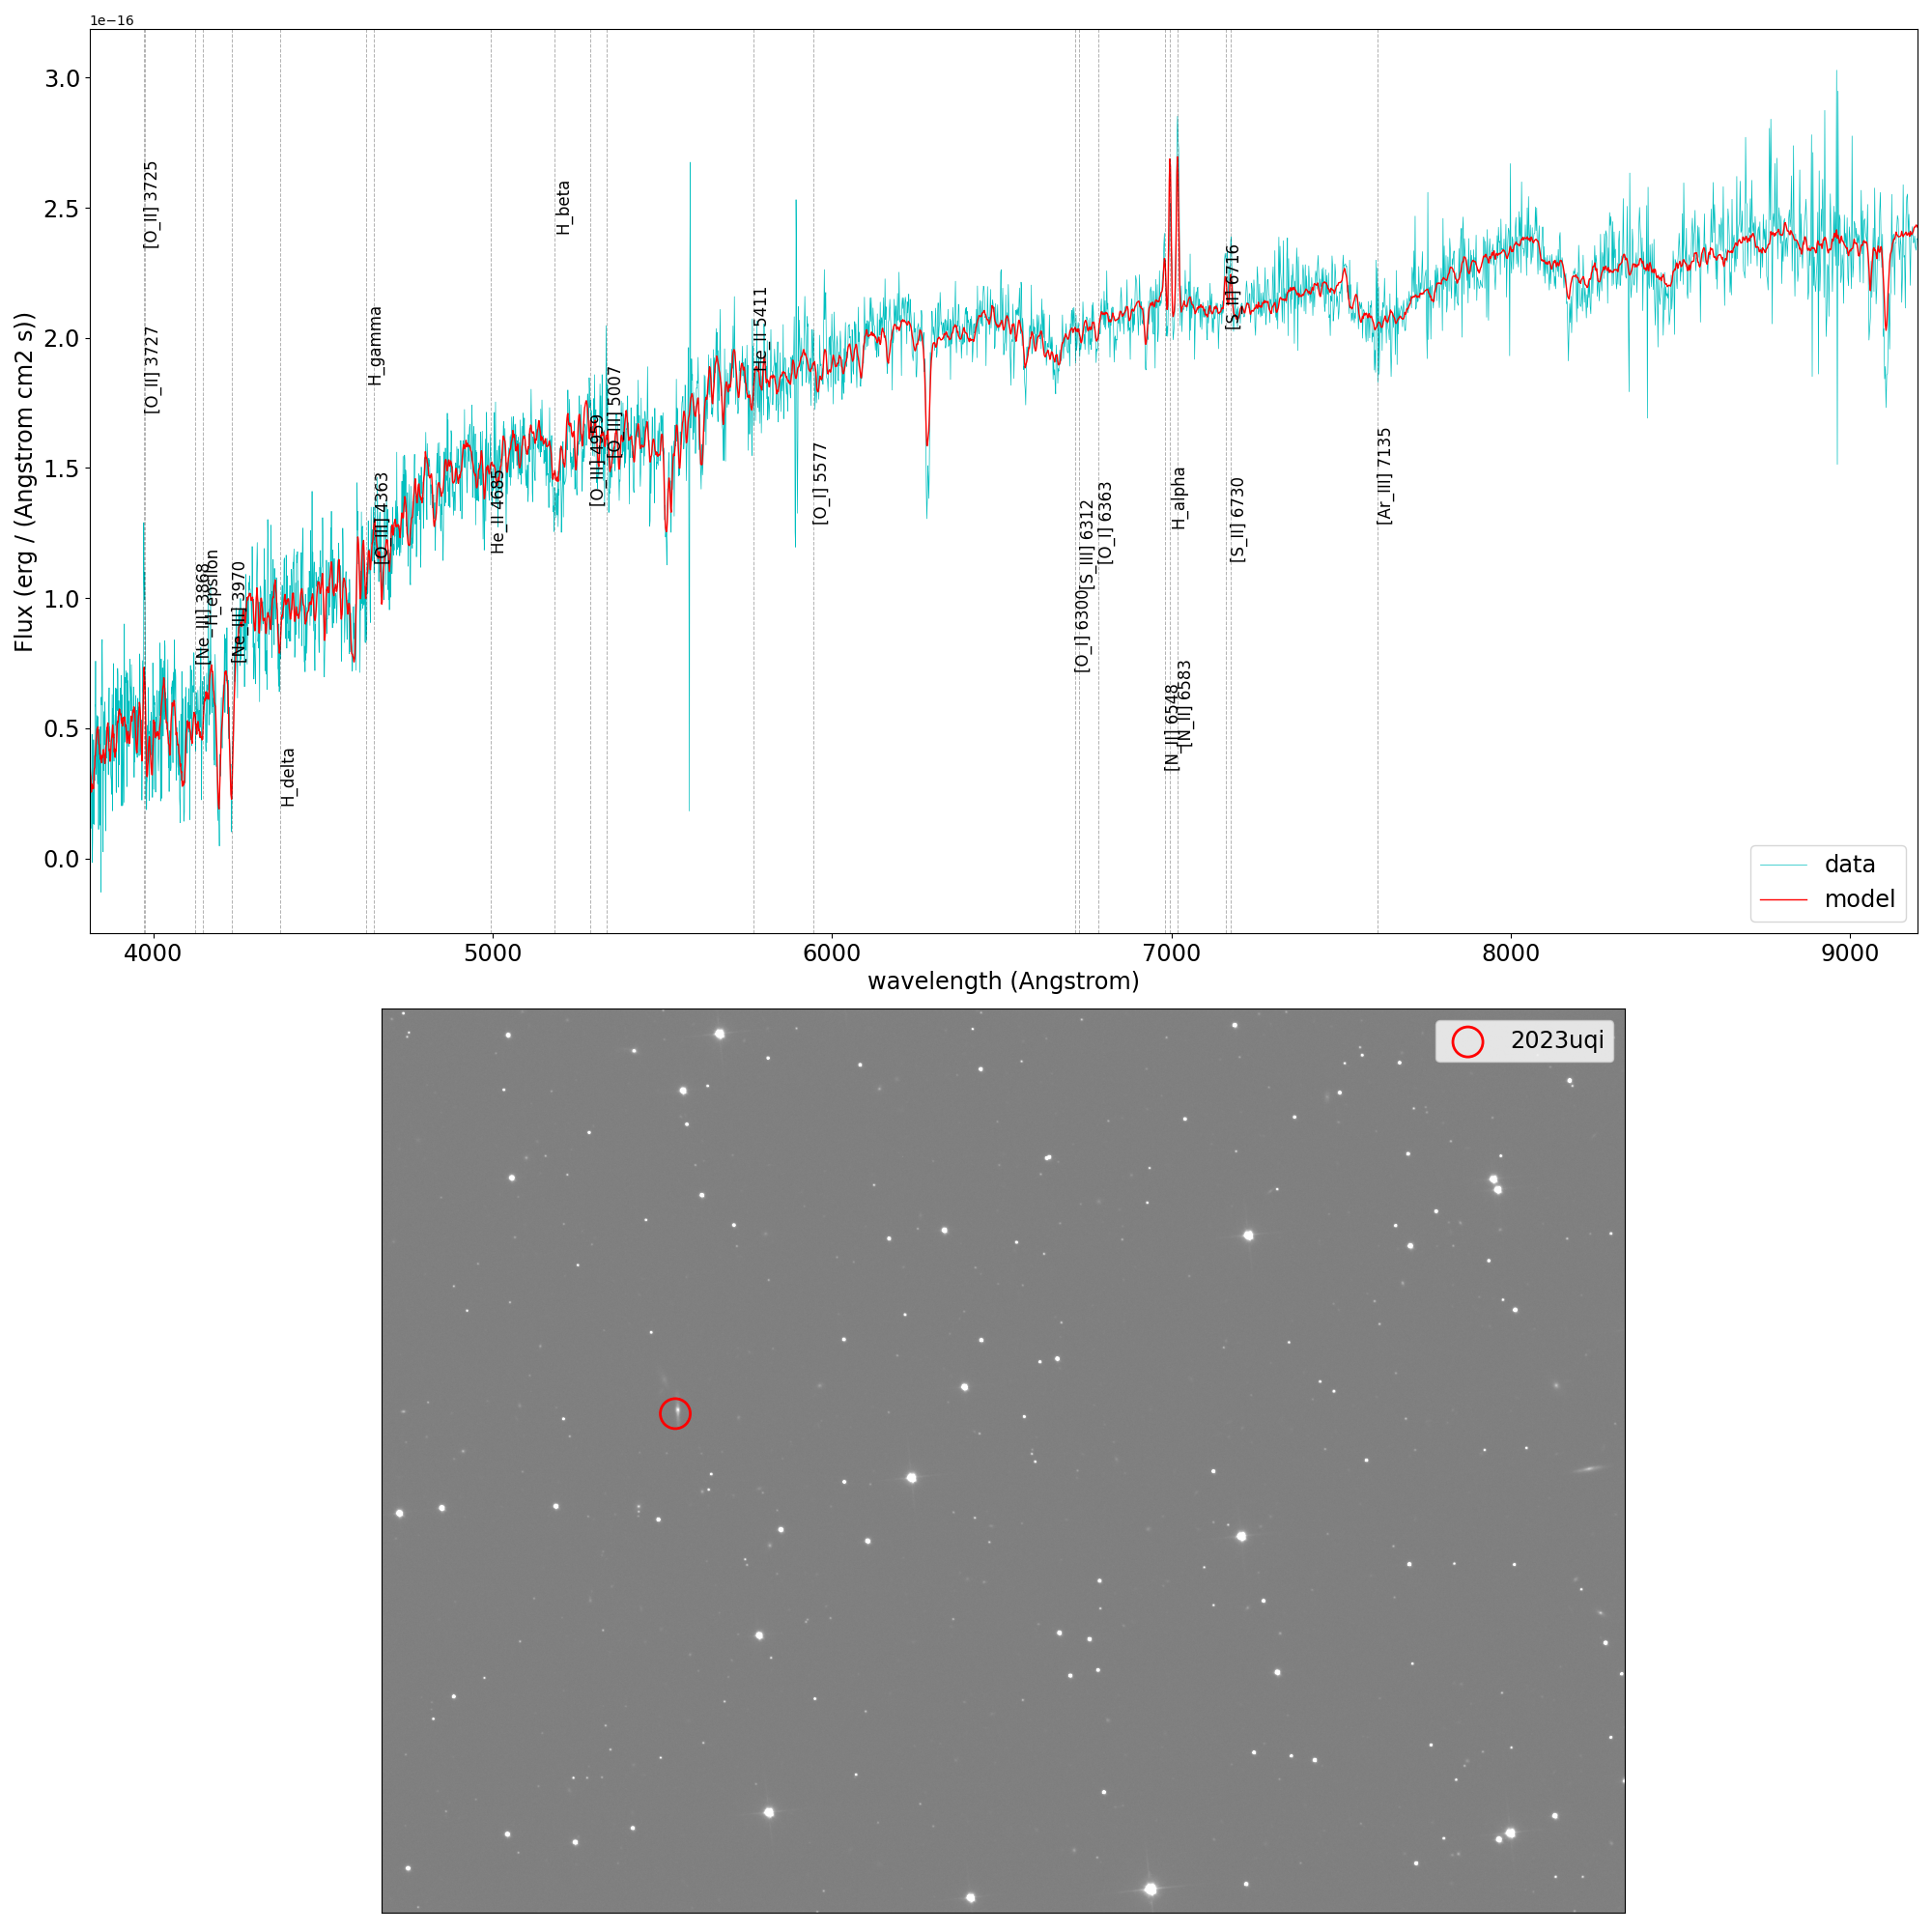 1e−16
3.0
2.5
2.0
1.5
1.0
0.5
0.0
Flux (erg / (Angstrom cm2 s))
[O_II] 3725
[O_II] 3727
[Ne_III] 3868
H_epsilon
[Ne_III] 3970
H_delta
H_gamma
[O_III] 4363
He_II 4685
H_beta
[O_III] 4959
[O_III] 5007
He_II 5411
[O_I] 5577
[O_I] 6300
[S_III] 6312
[O_I] 6363
[N_II] 6548
H_alpha
[N_II] 6583
[S_II] 6716
[S_II] 6730
[Ar_III] 7135
data
model
4000
5000
6000
7000
8000
9000
wavelength (Angstrom)
2023uqi